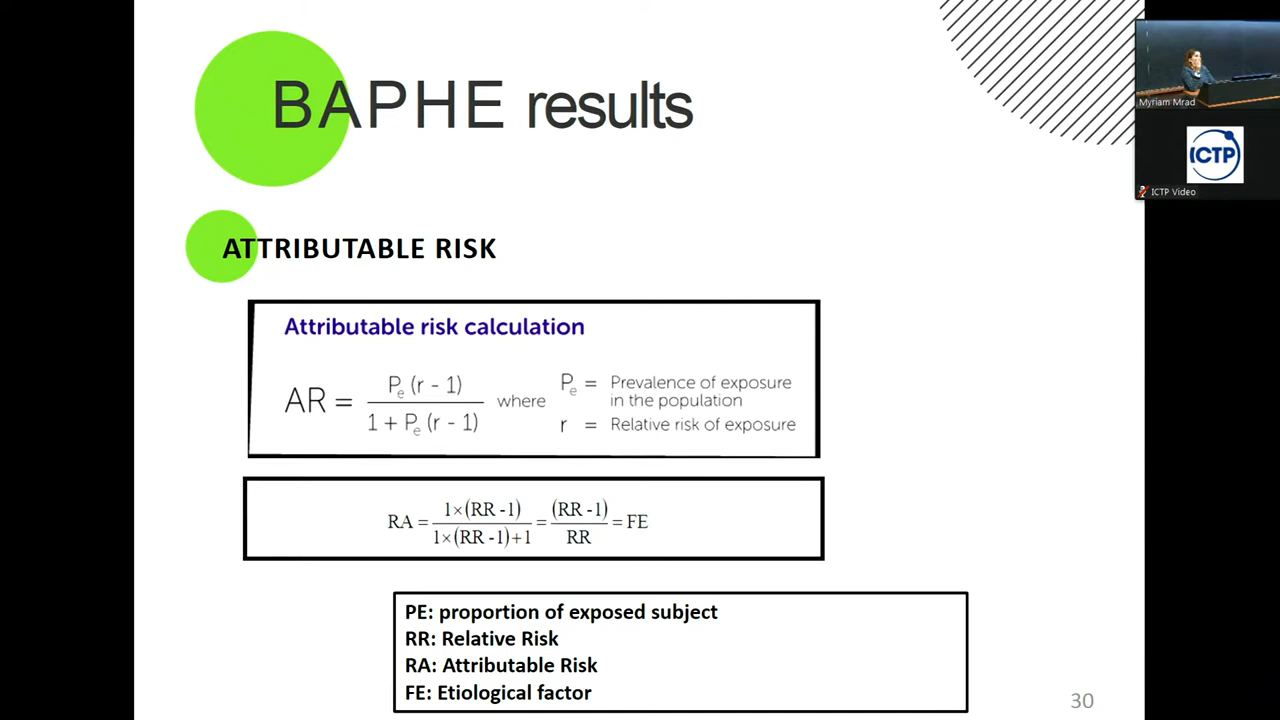 BAPHE results
ATTRIBUTABLE RISK
Attributable risk calculation
AR = Pe (r - 1) / 1 + Pe (r - 1) where Pe = Prevalence of exposure
in the population
r = Relative risk of exposure
RA = 1×(RR -1) / 1×(RR -1)+1 = (RR -1) / RR = FE
PE: proportion of exposed subject
RR: Relative Risk
RA: Attributable Risk
FE: Etiological factor
30
Myriam Mrad
ICTP
ICTP Video